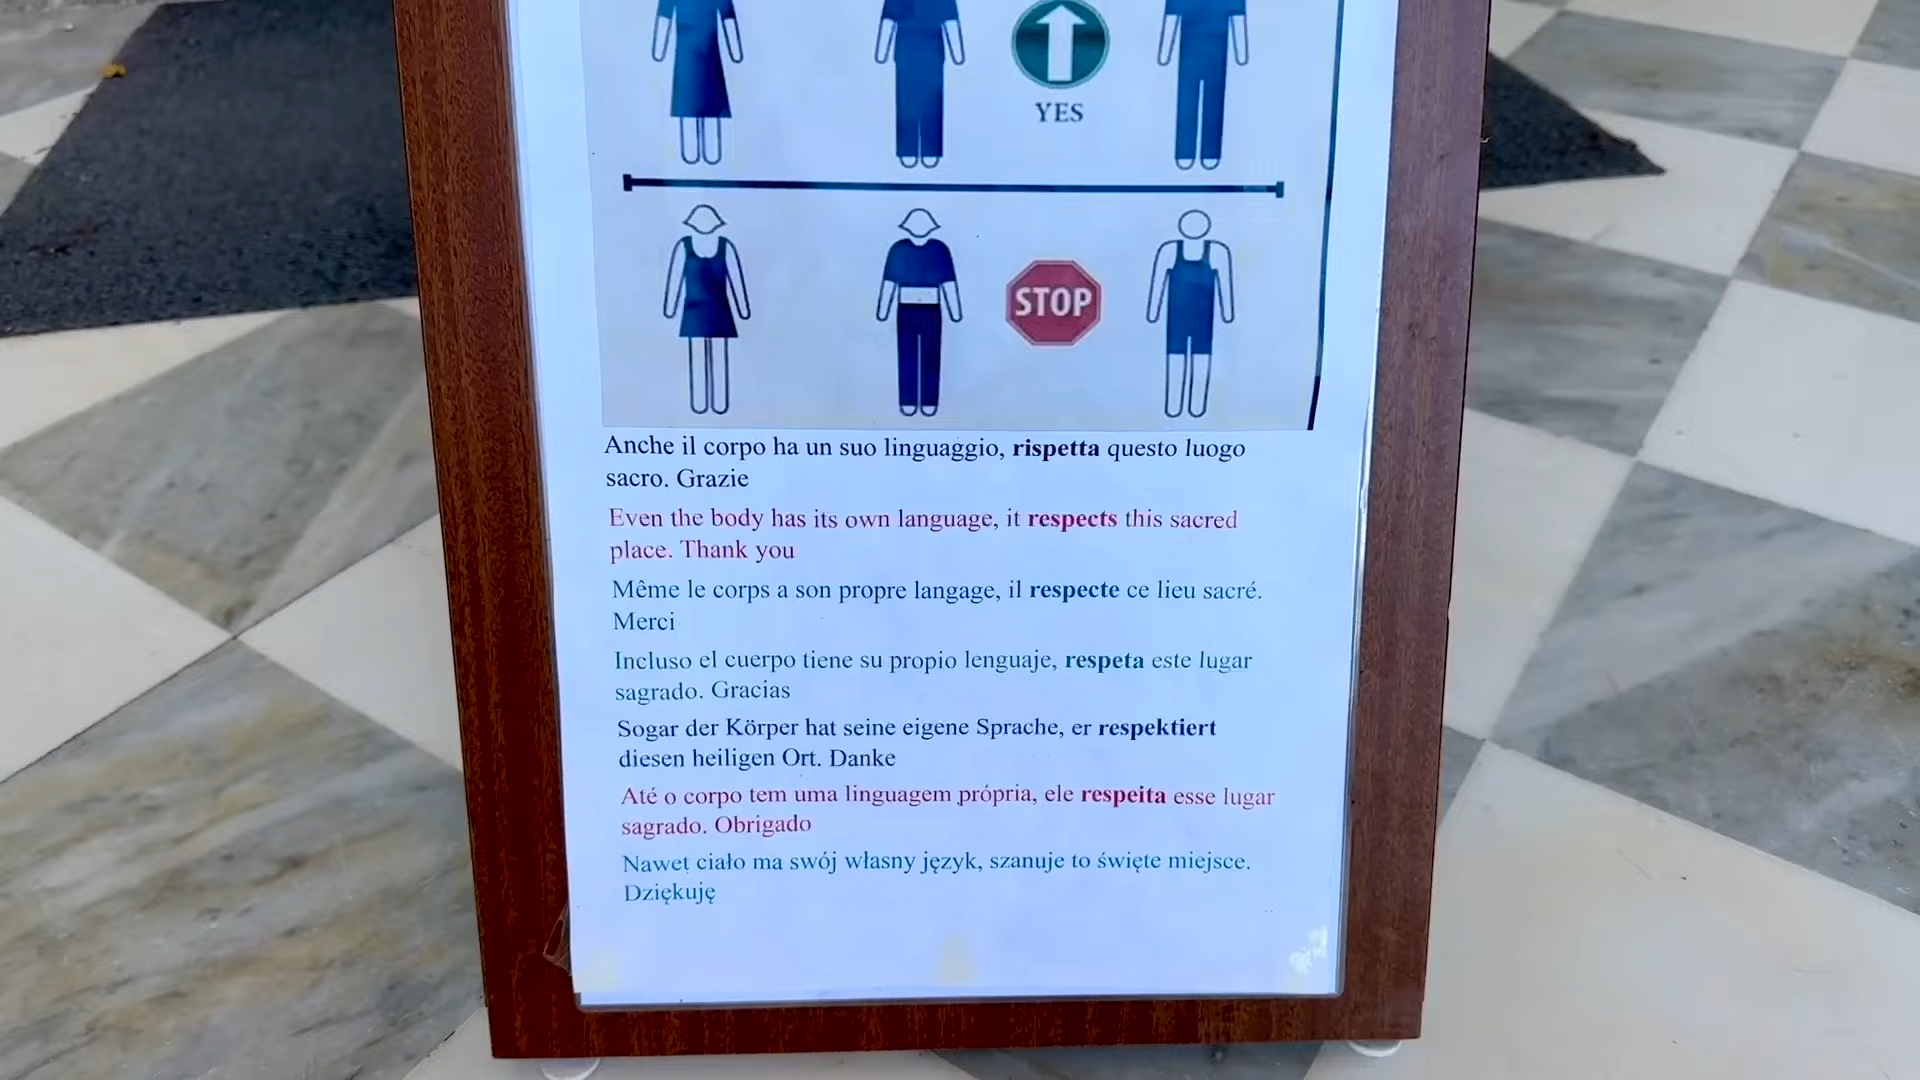 YES
STOP
Anche il corpo ha un suo linguaggio, rispetta questo luogo
sacro. Grazie
Even the body has its own language, it respects this sacred
place. Thank you
Même le corps a son propre langage, il respecte ce lieu sacré.
Merci
Incluso el cuerpo tiene su propio lenguaje, respeta este lugar
sagrado. Gracias
Sogar der Körper hat seine eigene Sprache, er respektiert
diesen heiligen Ort. Danke
Até o corpo tem uma linguagem própria, ele respeita esse lugar
sagrado. Obrigado
Nawet ciało ma swój własny język, szanuje to święte miejsce.
Dziękuję